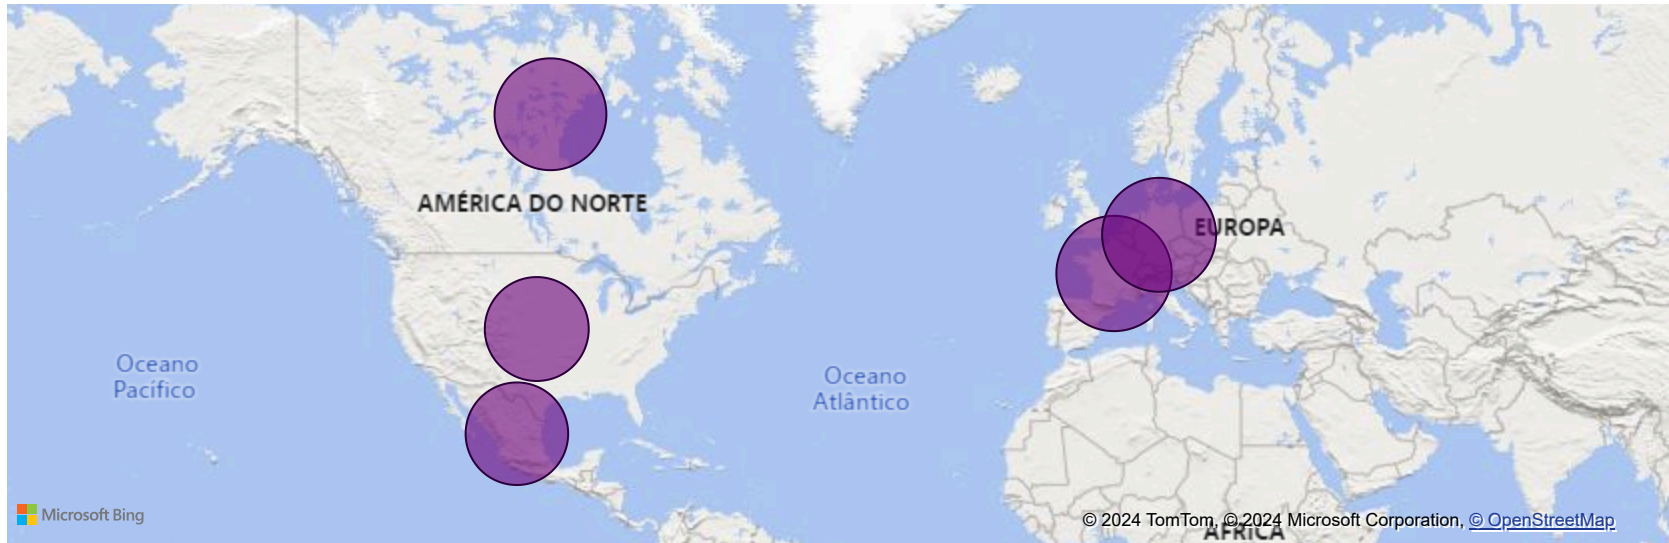 AMÉRICA DO NORTE
EUROPA
Oceano
Pacífico
Oceano
Atlântico
Microsoft Bing
© 2024 TomTom, © 2024 Microsoft Corporation, © OpenStreetMap
ÁFRICA